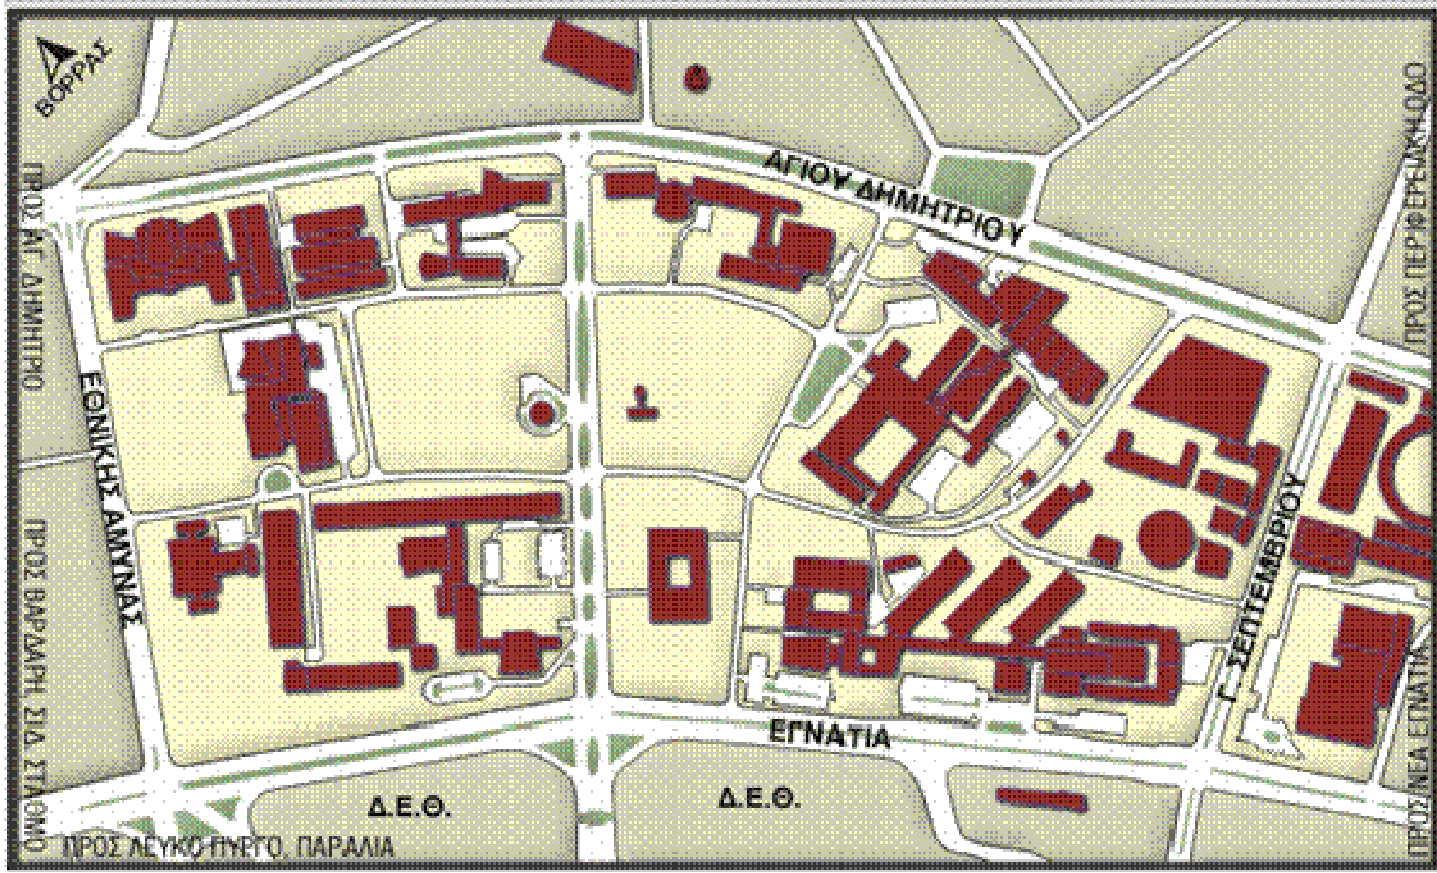 ΒΟΡΡΑΣ
ΠΡΟΣ ΑΓ. ΔΗΜΗΤΡΙΟ
ΑΓΙΟΥ ΔΗΜΗΤΡΙΟΥ
ΠΡΟΣ ΠΕΡΙΦΕΡΕΙΑΚΗ ΟΔΟ
ΕΘΝΙΚΗΣ ΑΜΥΝΑΣ
Γ. ΣΕΠΤΕΜΒΡΙΟΥ
ΠΡΟΣ ΒΑΡΔΑΡΗ, ΣΙΔ. ΣΤΑΘΜΟ
ΠΡΟΣ ΝΕΑ ΕΓΝΑΤΙΑ
ΕΓΝΑΤΙΑ
Δ.Ε.Θ.
Δ.Ε.Θ.
ΠΡΟΣ ΛΕΥΚΟ ΠΥΡΓΟ, ΠΑΡΑΛΙΑ